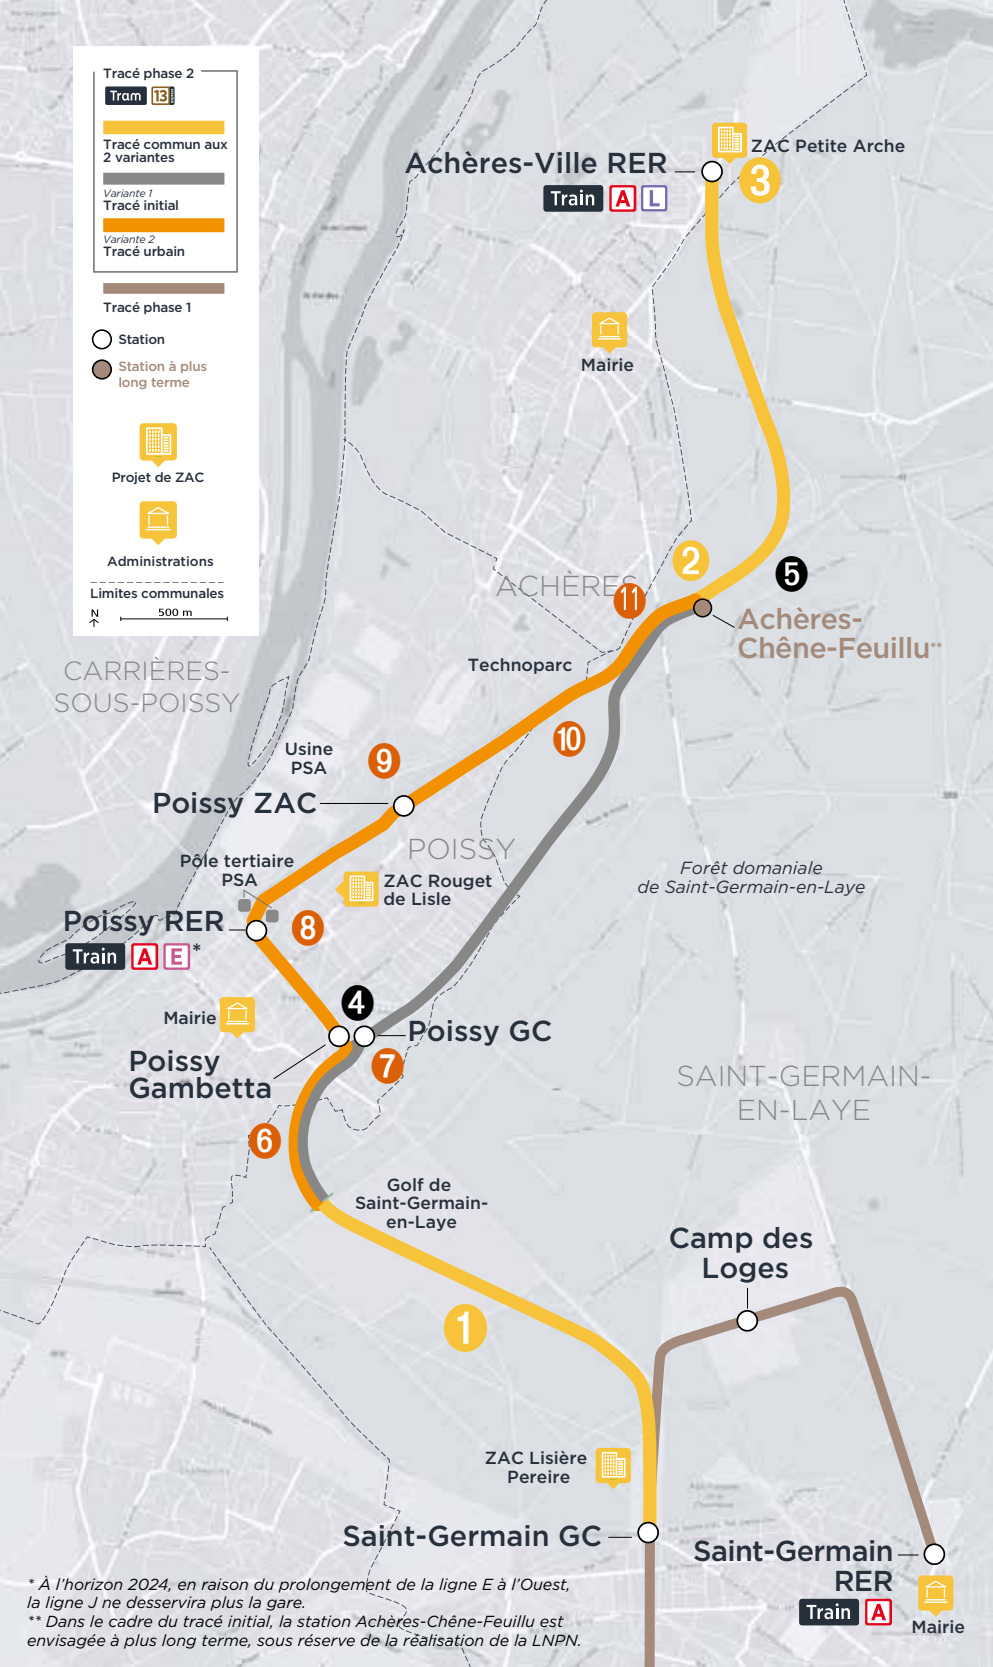 Tracé phase 2
Tram 13
Tracé commun aux
2 variantes
Variante 1
Tracé initial
Variante 2
Tracé urbain
Tracé phase 1
Station
Station à plus
long terme
Projet de ZAC
Administrations
Limites communales
N
500 m
ZAC Petite Arche
Achères-Ville RER
3
Train A L
Mairie
2
5
ACHÈRES
11
Achères-
Chêne-Feuillu**
Technoparc
CARRIÈRES-
SOUS-POISSY
10
Usine
PSA
9
Poissy ZAC
POISSY
Pôle tertiaire
PSA
ZAC Rouget
de Lisle
Forêt domaniale
de Saint-Germain-en-Laye
Poissy RER
8
Train A E*
4
Mairie
Poissy GC
Poissy
Gambetta
7
SAINT-GERMAIN-
EN-LAYE
6
Golf de
Saint-Germain-
en-Laye
Camp des
Loges
1
ZAC Lisière
Pereire
Saint-Germain GC
Saint-Germain
RER
Train A
Mairie
* À l'horizon 2024, en raison du prolongement de la ligne E à l'Ouest,
la ligne J ne desservira plus la gare.
** Dans le cadre du tracé initial, la station Achères-Chêne-Feuillu est
envisagée à plus long terme, sous réserve de la réalisation de la LNPN.